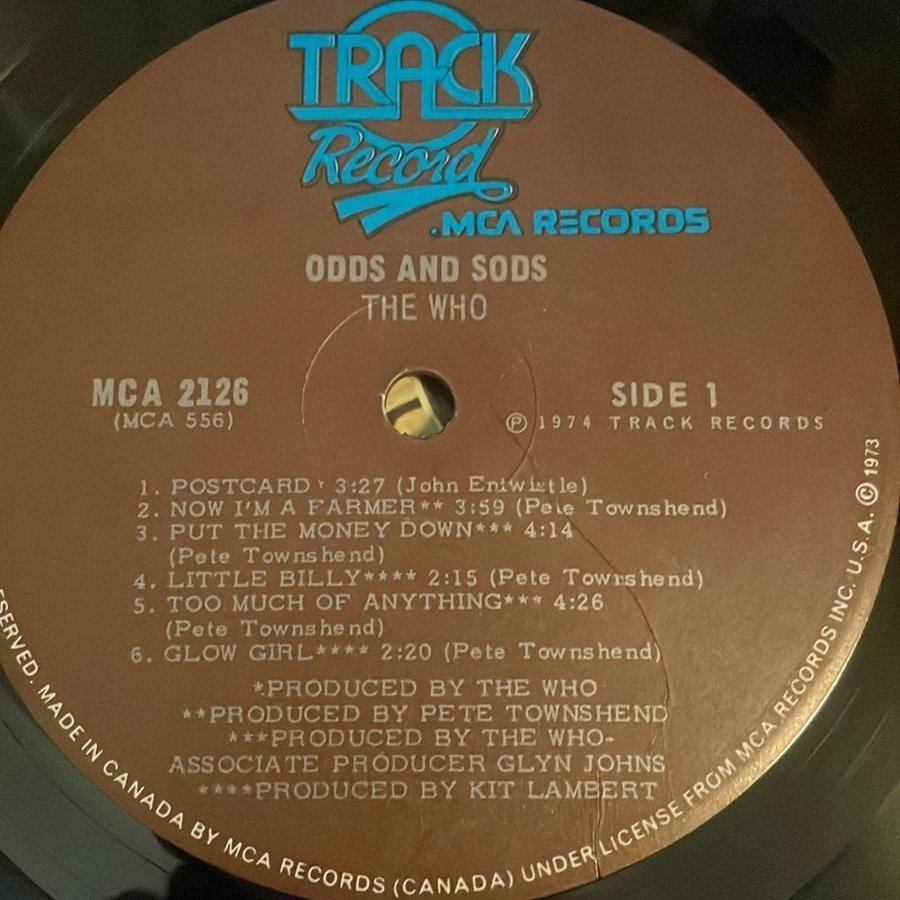 TRACK
Record
.MCA RECORDS
ODDS AND SODS
THE WHO
MCA 2126
(MCA 556)
SIDE 1
Ⓟ 1974 TRACK RECORDS
1. POSTCARD* 3:27 (John Entwistle)
2. NOW I'M A FARMER** 3:59 (Pete Townshend)
3. PUT THE MONEY DOWN*** 4:14
(Pete Townshend)
4. LITTLE BILLY**** 2:15 (Pete Townshend)
5. TOO MUCH OF ANYTHING*** 4:26
(Pete Townshend)
6. GLOW GIRL**** 2:20 (Pete Townshend)
*PRODUCED BY THE WHO
**PRODUCED BY PETE TOWNSHEND
***PRODUCED BY THE WHO-
ASSOCIATE PRODUCER GLYN JOHNS
****PRODUCED BY KIT LAMBERT
MADE IN CANADA BY MCA RECORDS (CANADA) UNDER LICENSE FROM MCA RECORDS INC. U.S.A. © 1973